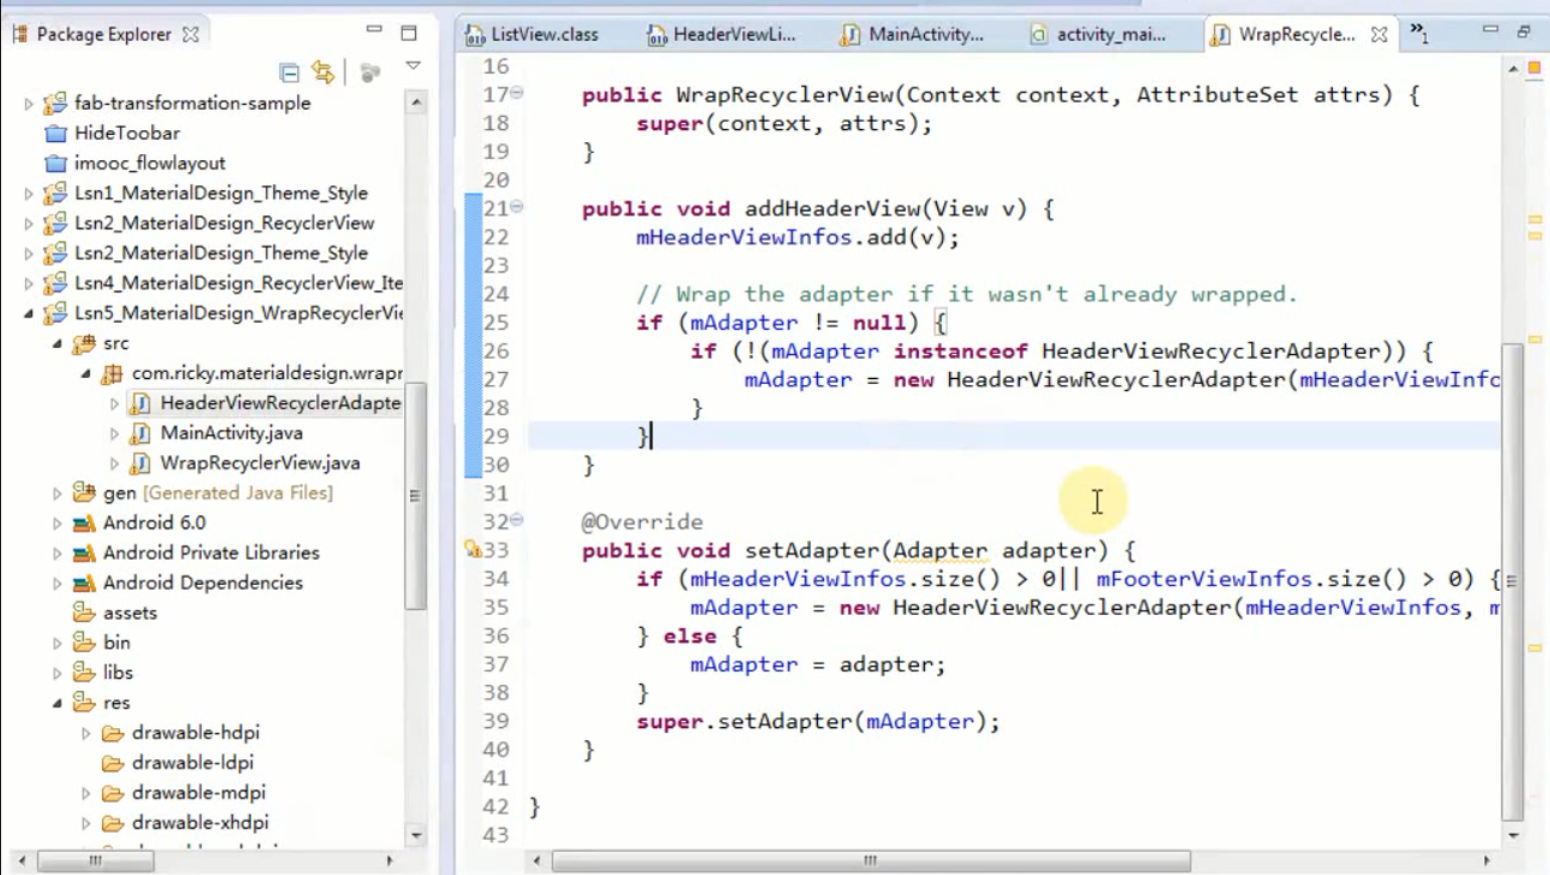 Package Explorer
ListView.class
HeaderViewLi...
MainActivity...
activity_mai...
WrapRecycle...
»1
fab-transformation-sample
HideToobar
imooc_flowlayout
Lsn1_MaterialDesign_Theme_Style
Lsn2_MaterialDesign_RecyclerView
Lsn2_MaterialDesign_Theme_Style
Lsn4_MaterialDesign_RecyclerView_Ite
Lsn5_MaterialDesign_WrapRecyclerVie
src
com.ricky.materialdesign.wrapr
HeaderViewRecyclerAdapte
MainActivity.java
WrapRecyclerView.java
gen [Generated Java Files]
Android 6.0
Android Private Libraries
Android Dependencies
assets
bin
libs
res
drawable-hdpi
drawable-ldpi
drawable-mdpi
drawable-xhdpi
16
17 public WrapRecyclerView(Context context, AttributeSet attrs) {
18 super(context, attrs);
19 }
20
21 public void addHeaderView(View v) {
22 mHeaderViewInfos.add(v);
23
24 // Wrap the adapter if it wasn't already wrapped.
25 if (mAdapter != null) {
26 if (!(mAdapter instanceof HeaderViewRecyclerAdapter)) {
27 mAdapter = new HeaderViewRecyclerAdapter(mHeaderViewInfo
28 }
29 }
30 }
31
32 @Override
33 public void setAdapter(Adapter adapter) {
34 if (mHeaderViewInfos.size() > 0|| mFooterViewInfos.size() > 0) {
35 mAdapter = new HeaderViewRecyclerAdapter(mHeaderViewInfos, m
36 } else {
37 mAdapter = adapter;
38 }
39 super.setAdapter(mAdapter);
40 }
41
42 }
43